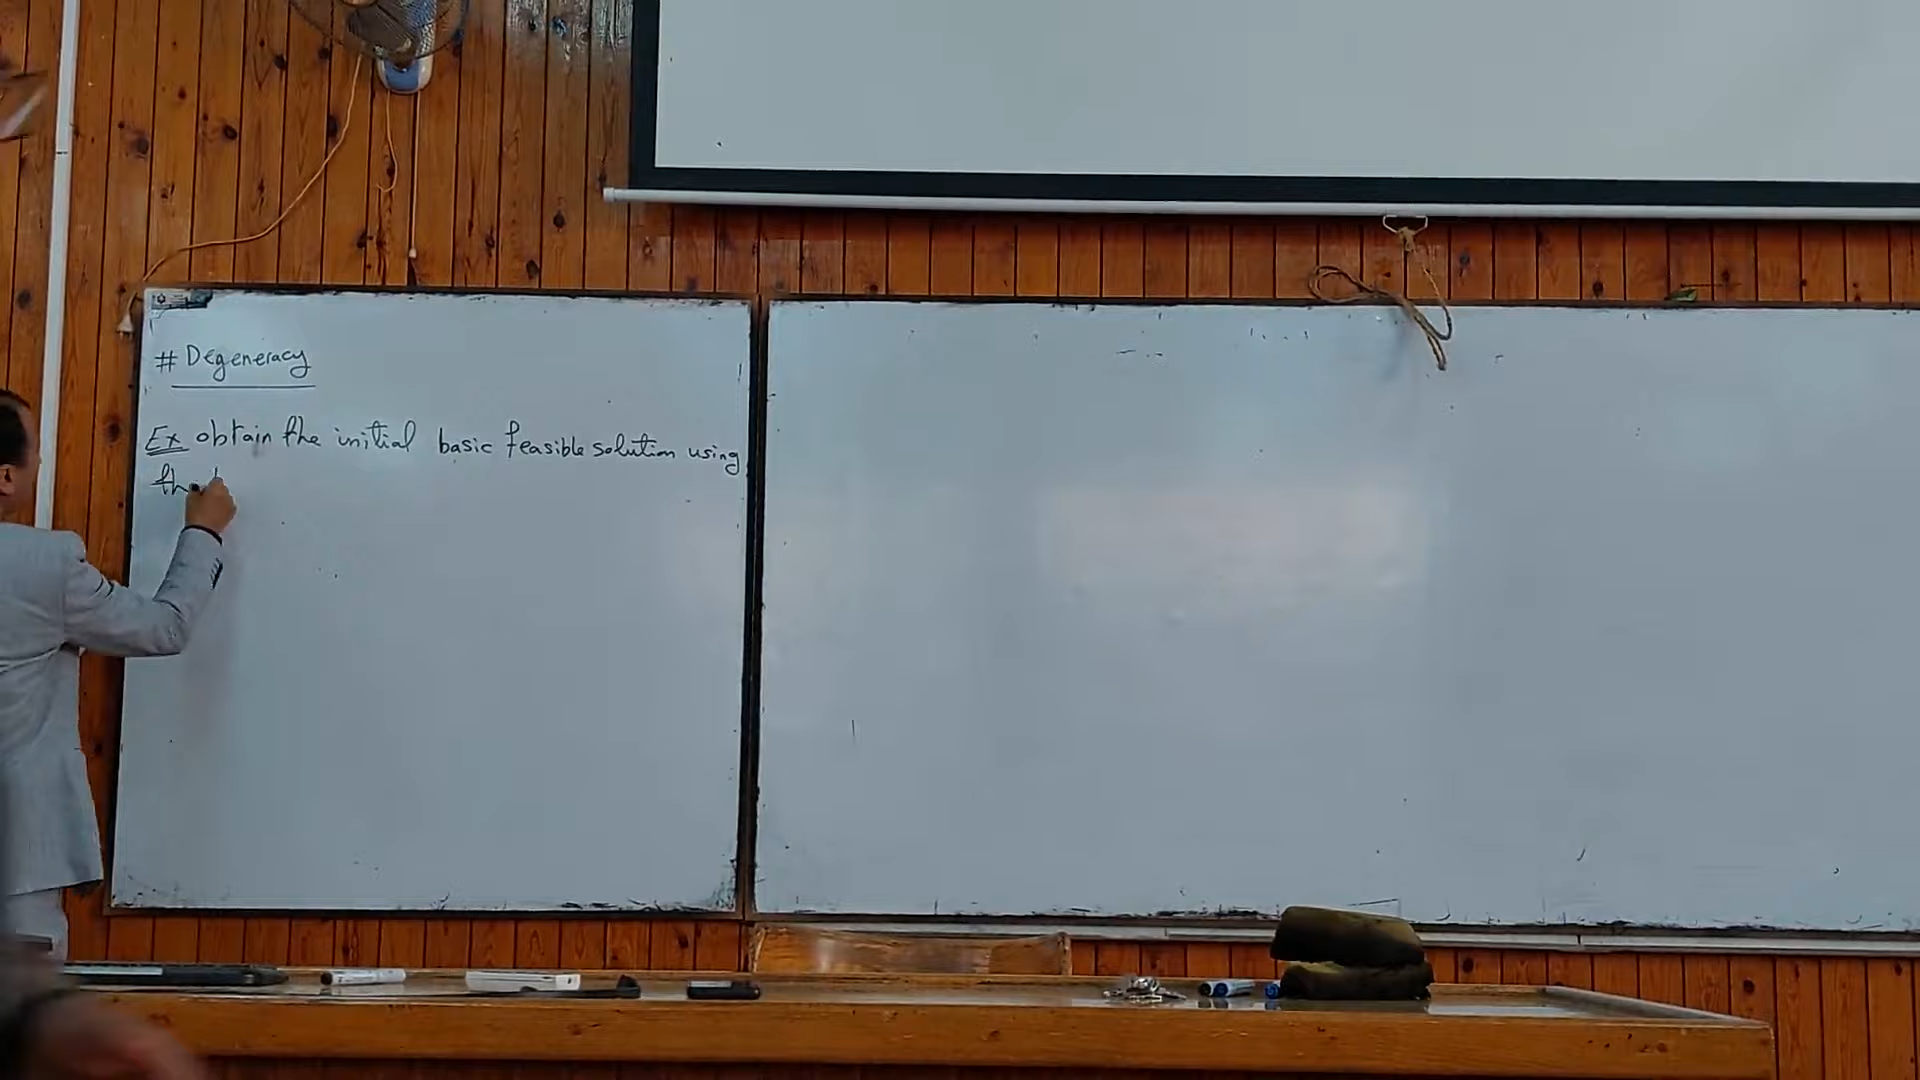 # Degeneracy
Ex obtain the initial basic feasible solution using